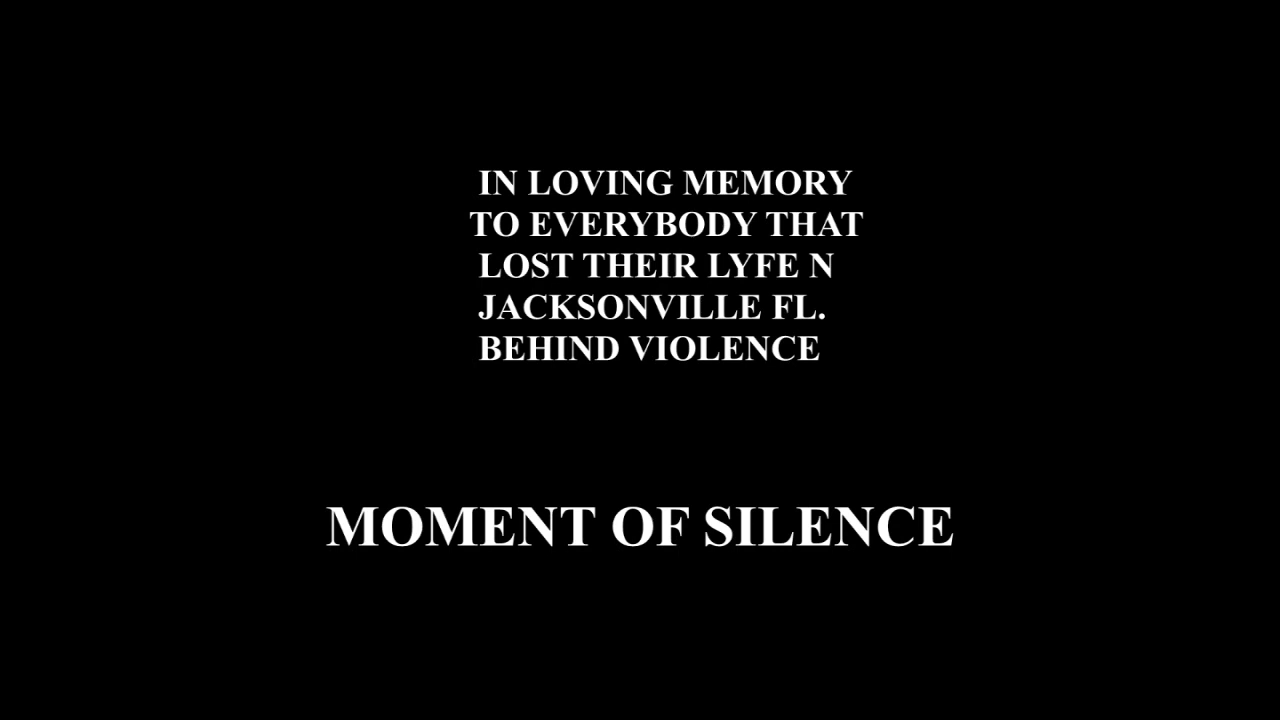 IN LOVING MEMORY
TO EVERYBODY THAT
LOST THEIR LYFE N
JACKSONVILLE FL.
BEHIND VIOLENCE
MOMENT OF SILENCE